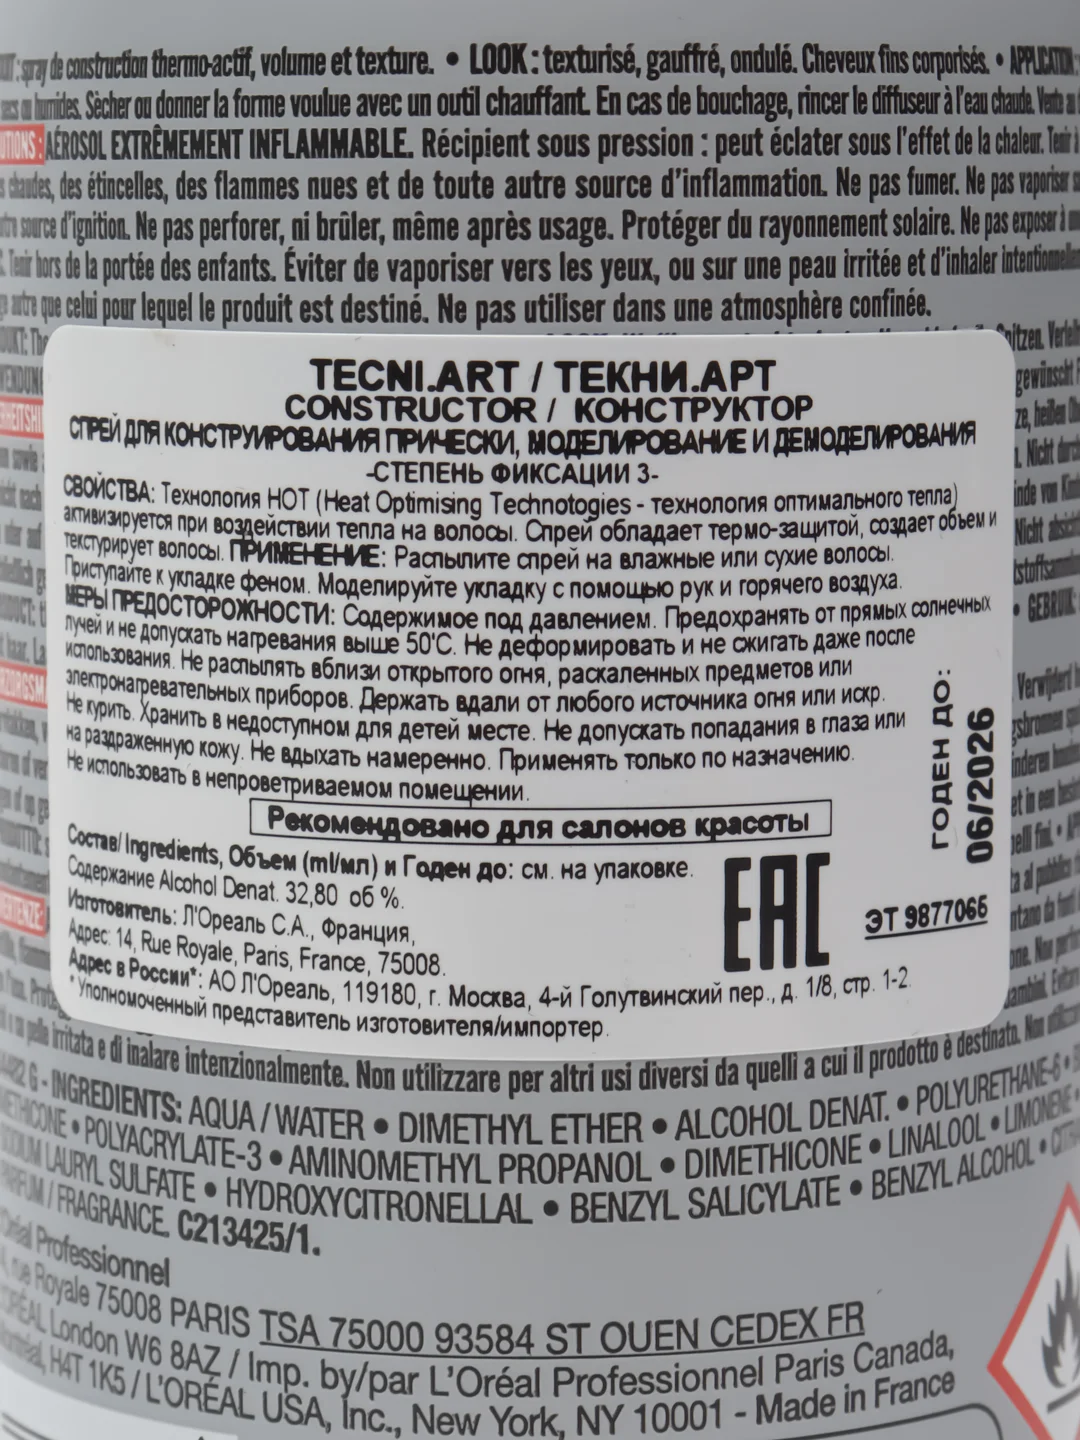 spray de construction thermo-actif, volume et texture. • LOOK : texturisé, gauffré, ondulé. Cheveux fins corporisés. • APPLICATION :
secs ou humides. Sècher ou donner la forme voulue avec un outil chauffant. En cas de bouchage, rincer le diffuseur à l'eau chaude. Vente au
AÉROSOL EXTRÊMEMENT INFLAMMABLE. Récipient sous pression : peut éclater sous l'effet de la chaleur. Tenir à
chaudes, des étincelles, des flammes nues et de toute autre source d'inflammation. Ne pas fumer. Ne pas vaporiser
source d'ignition. Ne pas perforer, ni brûler, même après usage. Protéger du rayonnement solaire. Ne pas exposer à
Tenir hors de la portée des enfants. Éviter de vaporiser vers les yeux, ou sur une peau irritée et d'inhaler
autre que celui pour lequel le produit est destiné. Ne pas utiliser dans une atmosphère confinée.
TECNI.ART / ТЕКНИ.АРТ
CONSTRUCTOR / КОНСТРУКТОР
СПРЕЙ ДЛЯ КОНСТРУИРОВАНИЯ ПРИЧЕСКИ, МОДЕЛИРОВАНИЕ И ДЕМОДЕЛИРОВАНИЯ
-СТЕПЕНЬ ФИКСАЦИИ 3-
СВОЙСТВА: Технология HOT (Heat Optimising Technotogies - технология оптимального тепла)
активизируется при воздействии тепла на волосы. Спрей обладает термо-защитой, создает объем и
текстурирует волосы. ПРИМЕНЕНИЕ: Распылите спрей на влажные или сухие волосы.
Приступайте к укладке феном. Моделируйте укладку с помощью рук и горячего воздуха.
МЕРЫ ПРЕДОСТОРОЖНОСТИ: Содержимое под давлением. Предохранять от прямых солнечных
лучей и не допускать нагревания выше 50°С. Не деформировать и не сжигать даже после
использования. Не распылять вблизи открытого огня, раскаленных предметов или
электронагревательных приборов. Держать вдали от любого источника огня или искр.
Не курить. Хранить в недоступном для детей месте. Не допускать попадания в глаза или
на раздраженную кожу. Не вдыхать намеренно. Применять только по назначению.
Не использовать в непроветриваемом помещении.
ГОДЕН ДО:
06/2026
Рекомендовано для салонов красоты
Состав/ Ingredients, Объем (ml/мл) и Годен до: см. на упаковке.
Содержание Alcohol Denat. 32,80 об %.
Изготовитель: Л'Ореаль С.А., Франция,
Адрес: 14, Rue Royale, Paris, France, 75008.
Адрес в России*: АО Л'Ореаль, 119180, г. Москва, 4-й Голутвинский пер., д. 1/8, стр. 1-2.
* Уполномоченный представитель изготовителя/импортер.
EAC
ЭТ 9877065
pelle irritata e di inalare intenzionalmente. Non utilizzare per altri usi diversi da quelli a cui il prodotto è destinato. Non
G - INGREDIENTS: AQUA / WATER • DIMETHYL ETHER • ALCOHOL DENAT. • POLYURETHANE-6 •
POLYACRYLATE-3 • AMINOMETHYL PROPANOL • DIMETHICONE • LINALOOL • LIMONENE •
LAURYL SULFATE • HYDROXYCITRONELLAL • BENZYL SALICYLATE • BENZYL ALCOHOL •
PARFUM / FRAGRANCE. C213425/1.
L'Oréal Professionnel
rue Royale 75008 PARIS TSA 75000 93584 ST OUEN CEDEX FR
L'ORÉAL London W6 8AZ / Imp. by/par L'Oréal Professionnel Paris Canada,
Montréal, H4T 1K5 / L'ORÉAL USA, Inc., New York, NY 10001 - Made in France